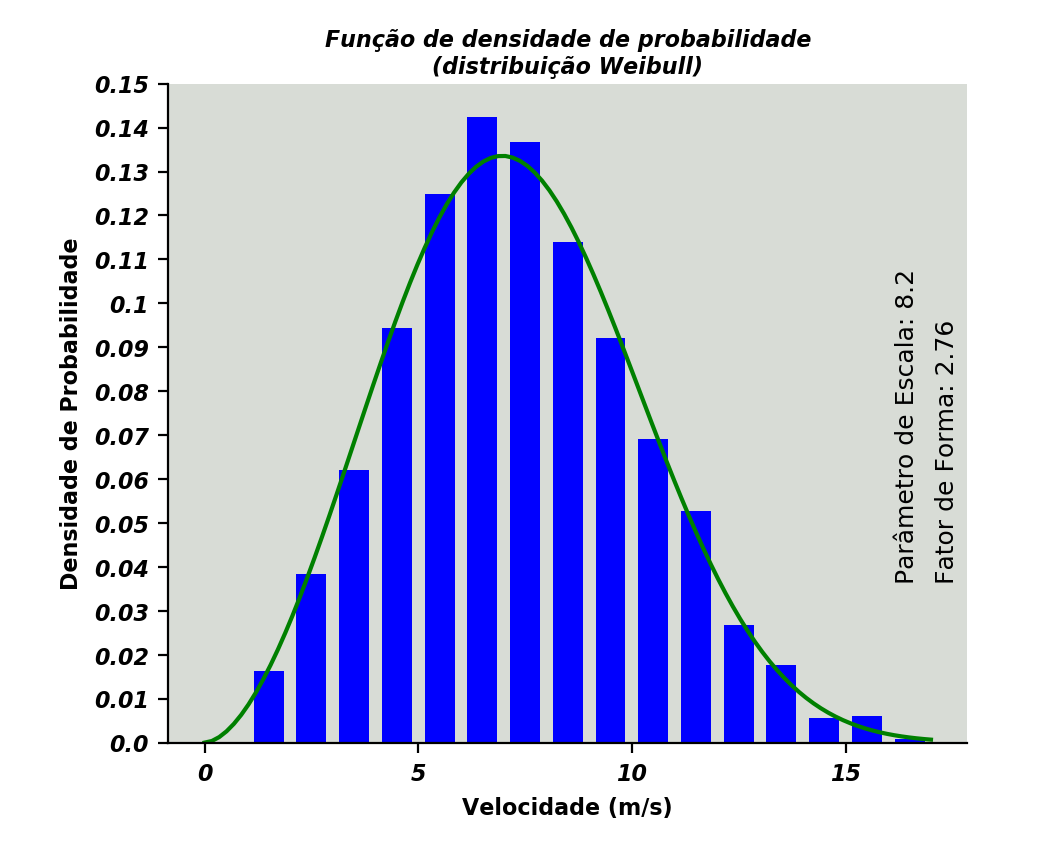 Função de densidade de probabilidade
(distribuição Weibull)
0.15
0.14
0.13
0.12
0.11
0.1
0.09
0.08
0.07
0.06
0.05
0.04
0.03
0.02
0.01
0.0
Densidade de Probabilidade
Parâmetro de Escala: 8.2
Fator de Forma: 2.76
0 5 10 15
Velocidade (m/s)